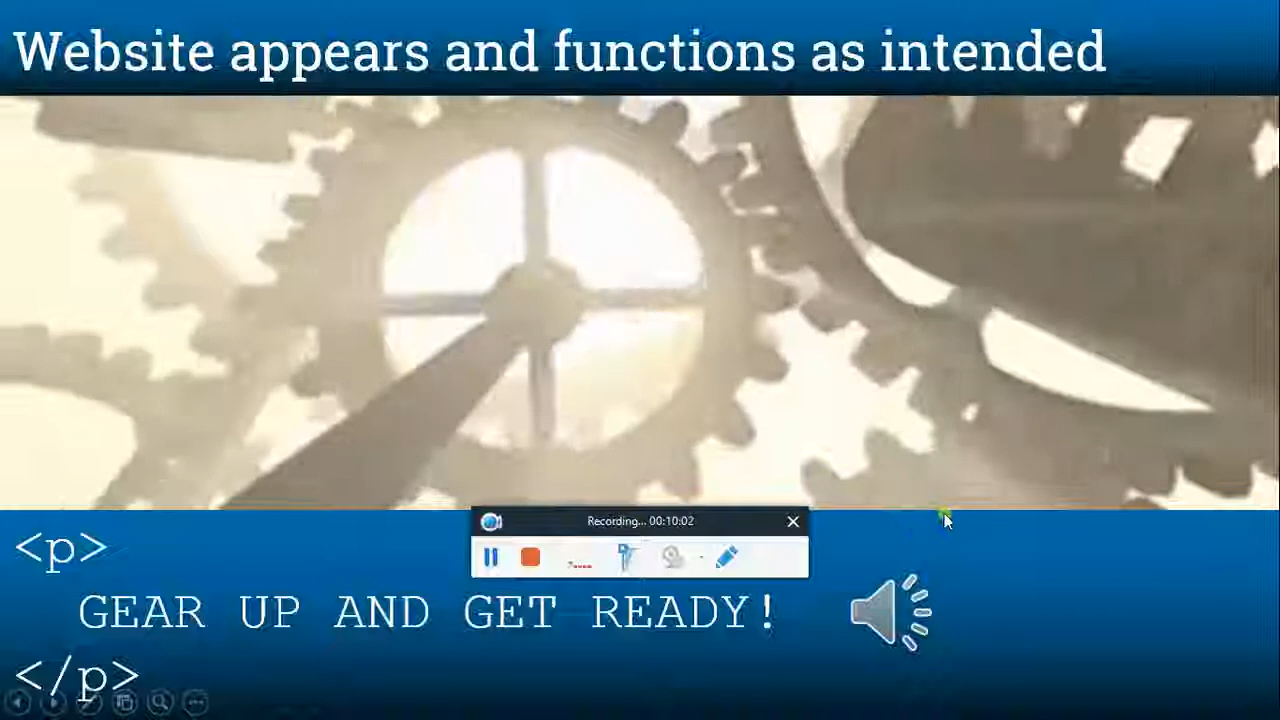 Website appears and functions as intended
Recording... 00:10:02
<p>
GEAR UP AND GET READY!
</p>